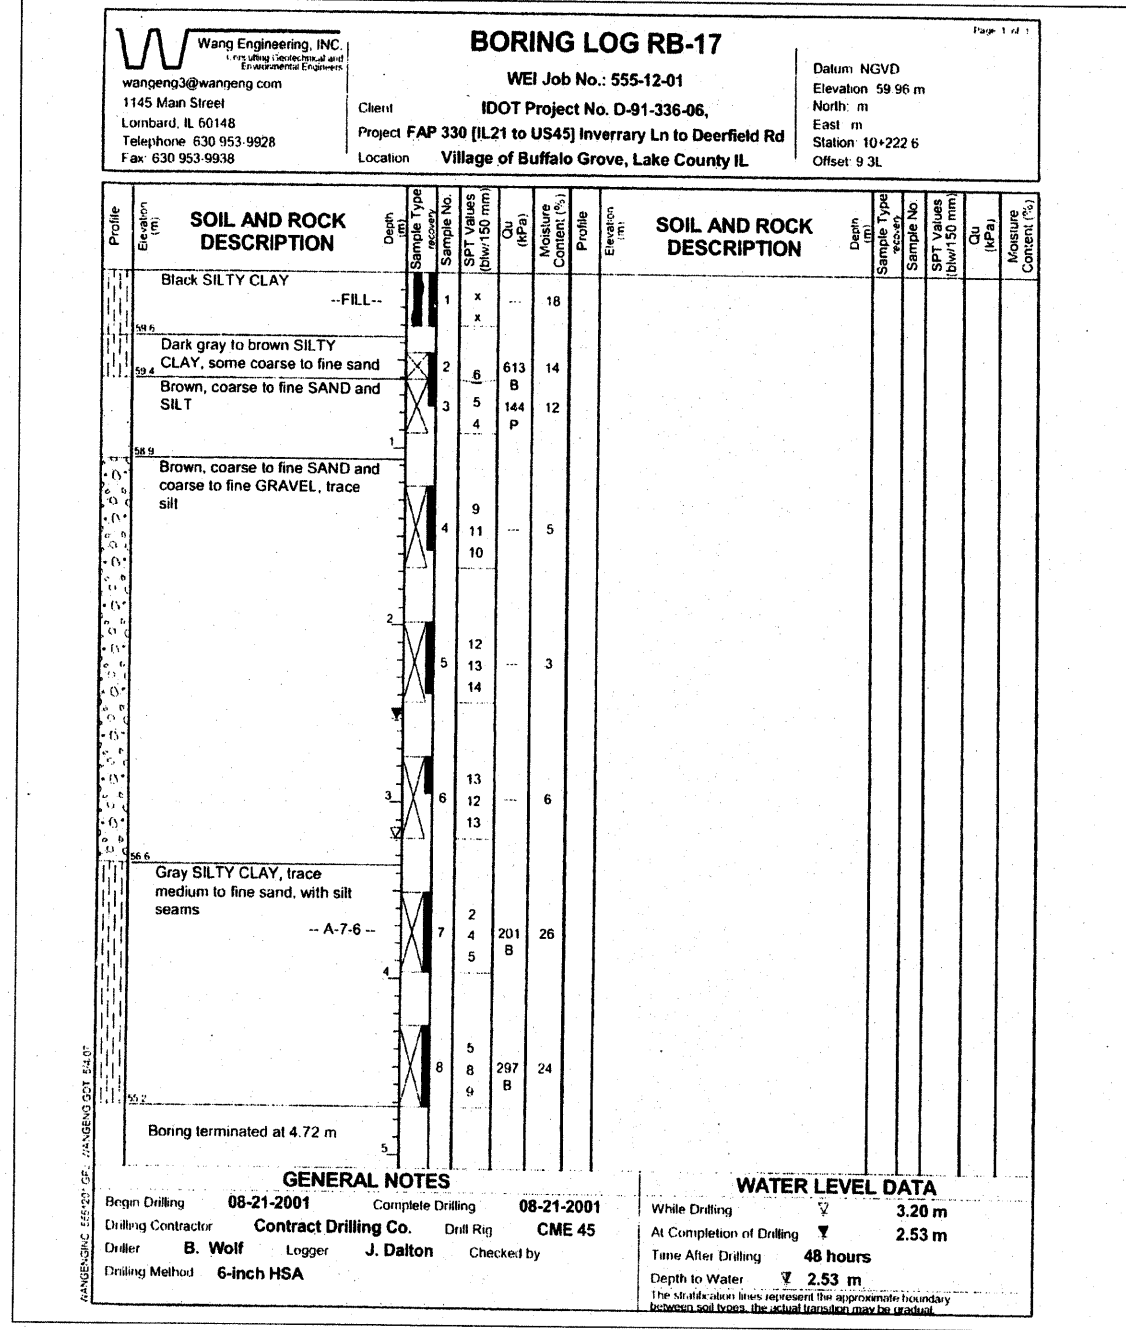 Page 1 of 1
Wang Engineering, INC.
Consulting Geotechnical and
Environmental Engineers
wangeng3@wangeng com
1145 Main Street
Lombard, IL 60148
Telephone 630 953-9928
Fax 630 953-9938
BORING LOG RB-17
WEI Job No.: 555-12-01
Client IDOT Project No. D-91-336-06,
Project FAP 330 [IL21 to US45] Inverrary Ln to Deerfield Rd
Location Village of Buffalo Grove, Lake County IL
Datum NGVD
Elevation 59.96 m
North: m
East m
Station: 10+222 6
Offset: 9 3L
Profile Elevation (m) SOIL AND ROCK DESCRIPTION Depth (m) Sample Type recovery Sample No. SPT Values (blw/150 mm) Qu (kPa) Moisture Content (%) Profile Elevation (m) SOIL AND ROCK DESCRIPTION Depth (m) Sample Type recovery Sample No. SPT Values (blw/150 mm) Qu (kPa) Moisture Content (%)
Black SILTY CLAY
--FILL-- 1 x --- 18
x
59.6
Dark gray to brown SILTY
CLAY, some coarse to fine sand 2 6 613 14
59.4 B
Brown, coarse to fine SAND and
SILT 3 5 144 12
4 P
1
58 9
Brown, coarse to fine SAND and
coarse to fine GRAVEL, trace
silt 9
4 11 --- 5
10
2
12
5 13 --- 3
14
13
3 6 12 --- 6
13
56 6
Gray SILTY CLAY, trace
medium to fine sand, with silt
seams 2
-- A-7-6 -- 7 4 201 26
5 B
4
5
8 8 297 24
9 B
55 2
Boring terminated at 4.72 m
5
GENERAL NOTES
Begin Drilling 08-21-2001 Complete Drilling 08-21-2001
Drilling Contractor Contract Drilling Co. Drill Rig CME 45
Driller B. Wolf Logger J. Dalton Checked by
Drilling Method 6-inch HSA
WATER LEVEL DATA
While Drilling 3.20 m
At Completion of Drilling 2.53 m
Time After Drilling 48 hours
Depth to Water 2.53 m
The stratification lines represent the approximate boundary
between soil types, the actual transition may be gradual